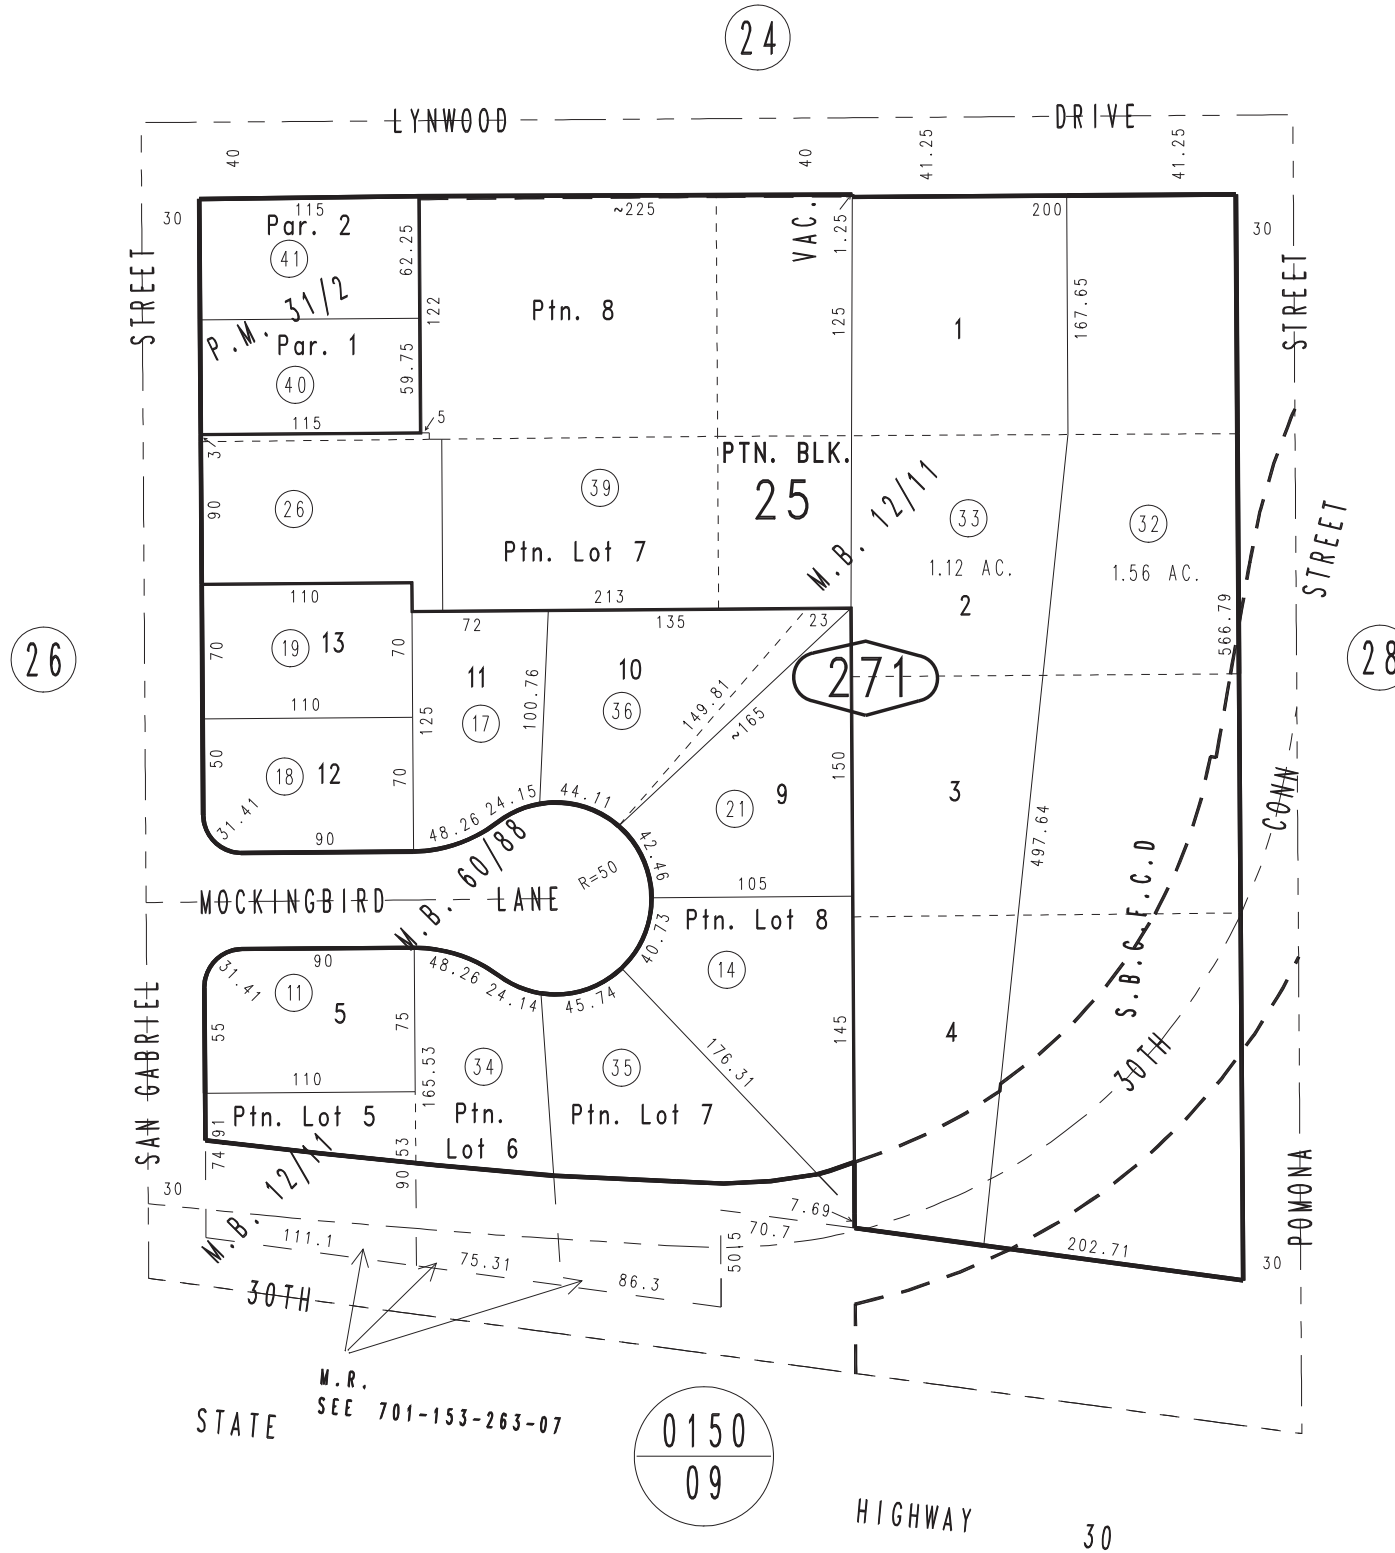 24
LYNWOOD DRIVE
40
40
41.25
41.25
30
115
~225
200
30
Par. 2
41
62.25
VAC.
1.25
STREET
STREET
P.M. 31/2
122
Ptn. 8
125
1
167.65
Par. 1
40
59.75
115
5
3
PTN. BLK.
25
90
26
39
M.B. 12/11
33
1.12 AC.
32
1.56 AC.
STREET
Ptn. Lot 7
2
110
213
566.79
72
135
23
26
70
19
13
70
11
10
271
28
110
125
17
100.76
36
149.81
~165
50
18
12
70
150
9
21
3
CONN
31.41
90
48.26
24.15
44.11
42.46
497.64
M.B. 60/88
R=50
105
S.B.C.F.C.D
MOCKINGBIRD LANE
Ptn. Lot 8
40.73
14
90
31.41
11
5
48.26
24.14
45.74
SAN GABRIEL
55
75
145
4
30TH
110
165.53
34
35
176.31
Ptn. Lot 5
Ptn.
Lot 6
Ptn. Lot 7
74.91
M.B. 12/11
90.53
POMONA
30
7.69
70.7
111.1
75.31
50.15
86.3
202.71
30
30TH
M.R.
SEE 701-153-263-07
STATE
0150
09
HIGHWAY 30